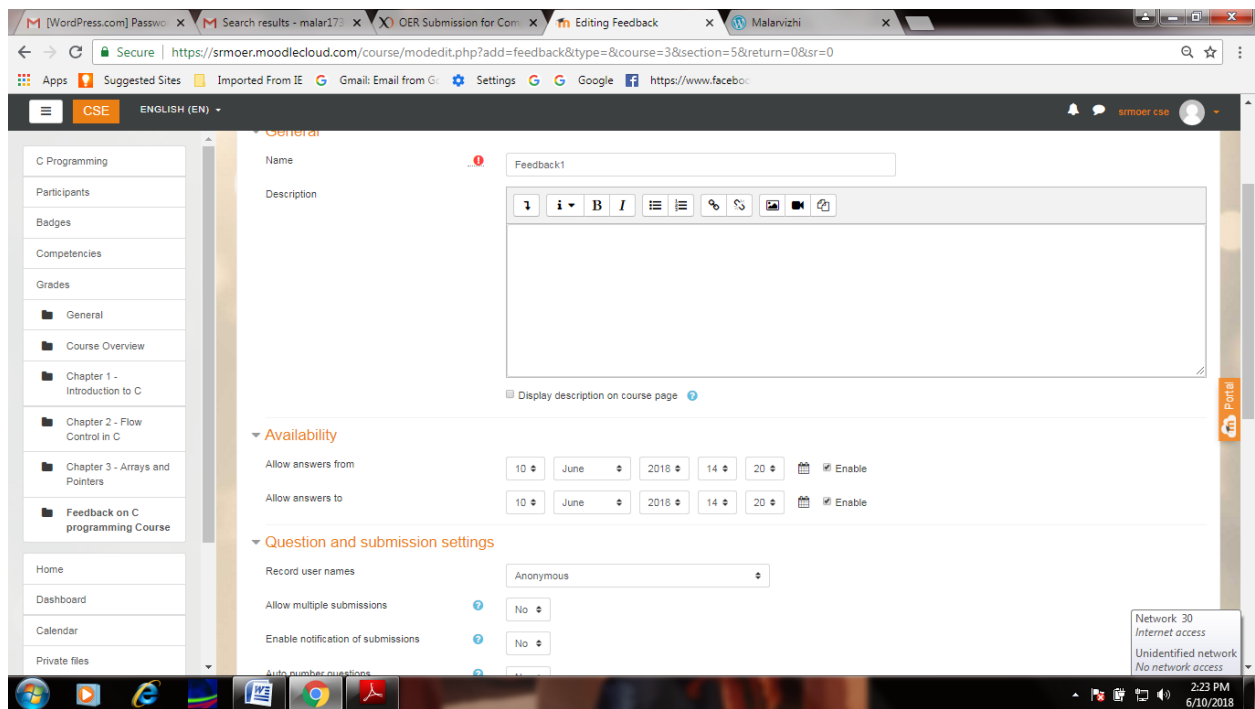 [WordPress.com] Passwo
Search results - malar173
OER Submission for Com
Editing Feedback
Malarvizhi
Secure | https://srmoer.moodlecloud.com/course/modedit.php?add=feedback&type=&course=3&section=5&return=0&sr=0
Apps Suggested Sites Imported From IE Gmail: Email from Go Settings Google https://www.faceboo
CSE ENGLISH (EN) srmoer cse
C Programming
Participants
Badges
Competencies
Grades
General
Course Overview
Chapter 1 -
Introduction to C
Chapter 2 - Flow
Control in C
Chapter 3 - Arrays and
Pointers
Feedback on C
programming Course
Home
Dashboard
Calendar
Private files
General
Name Feedback1
Description
B I
Display description on course page
Availability
Allow answers from 10 June 2018 14 20 Enable
Allow answers to 10 June 2018 14 20 Enable
Question and submission settings
Record user names Anonymous
Allow multiple submissions No
Enable notification of submissions No
Auto number questions
Portal
Network 30
Internet access
Unidentified network
No network access
2:23 PM
6/10/2018